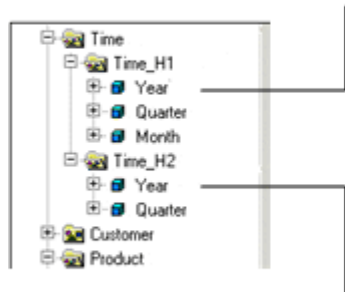 Time
Time_H1
Year
Quarter
Month
Time_H2
Year
Quarter
Customer
Product